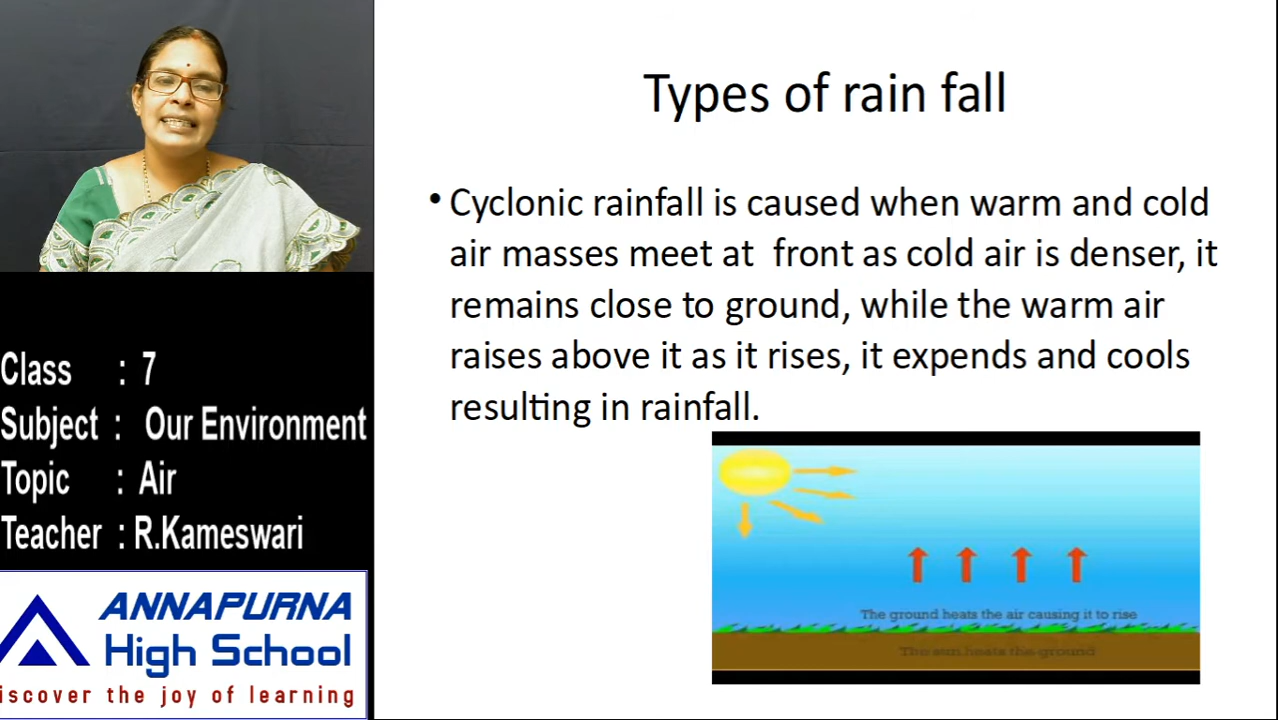 Types of rain fall
• Cyclonic rainfall is caused when warm and cold
air masses meet at front as cold air is denser, it
remains close to ground, while the warm air
raises above it as it rises, it expends and cools
resulting in rainfall.
The ground heats the air causing it to rise
The sun heats the ground
Class : 7
Subject : Our Environment
Topic : Air
Teacher : R.Kameswari
ANNAPURNA
High School
iscover the joy of learning